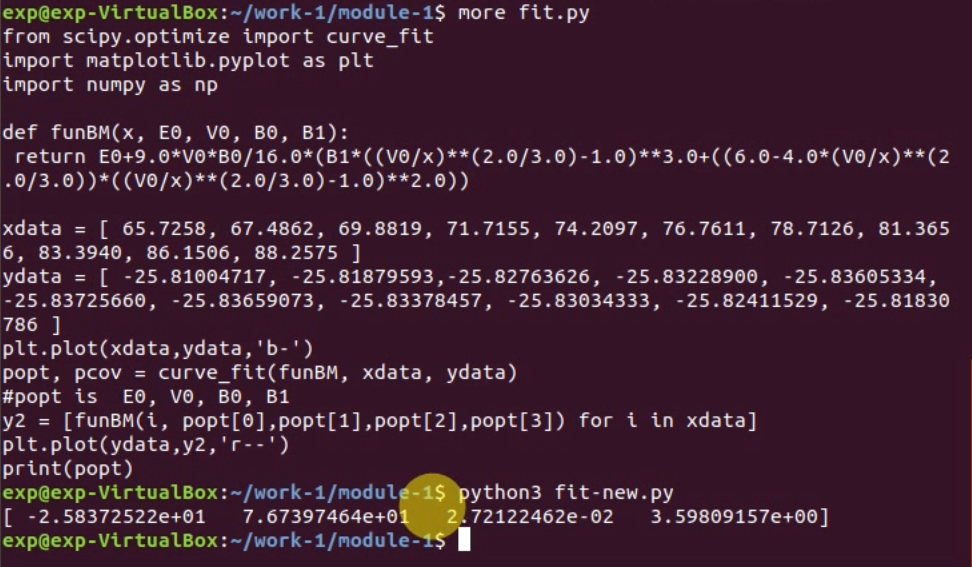 exp@exp-VirtualBox:~/work-1/module-1$ more fit.py
from scipy.optimize import curve_fit
import matplotlib.pyplot as plt
import numpy as np
def funBM(x, E0, V0, B0, B1):
 return E0+9.0*V0*B0/16.0*(B1*((V0/x)**(2.0/3.0)-1.0)**3.0+((6.0-4.0*(V0/x)**(2
.0/3.0))*((V0/x)**(2.0/3.0)-1.0)**2.0))
xdata = [ 65.7258, 67.4862, 69.8819, 71.7155, 74.2097, 76.7611, 78.7126, 81.365
6, 83.3940, 86.1506, 88.2575 ]
ydata = [ -25.81004717, -25.81879593,-25.82763626, -25.83228900, -25.83605334,
-25.83725660, -25.83659073, -25.83378457, -25.83034333, -25.82411529, -25.81830
786 ]
plt.plot(xdata,ydata,'b-')
popt, pcov = curve_fit(funBM, xdata, ydata)
#popt is  E0, V0, B0, B1
y2 = [funBM(i, popt[0],popt[1],popt[2],popt[3]) for i in xdata]
plt.plot(ydata,y2,'r--')
print(popt)
exp@exp-VirtualBox:~/work-1/module-1$ python3 fit-new.py
[ -2.58372522e+01   7.67397464e+01   2.72122462e-02   3.59809157e+00]
exp@exp-VirtualBox:~/work-1/module-1$